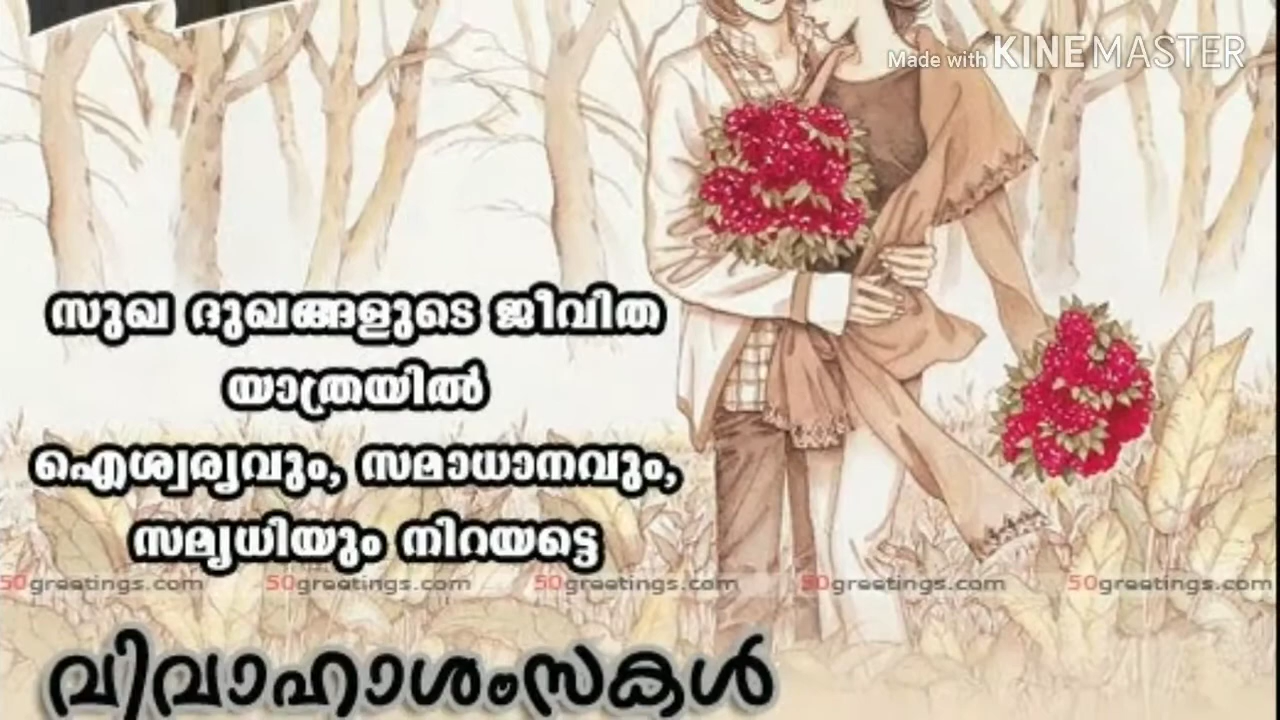 Made with KINEMASTER
സുഖ ദുഖങ്ങളുടെ ജീവിത
യാത്രയിൽ
ഐശ്വര്യവും, സമാധാനവും,
സമൃധിയും നിറയട്ടെ
50greetings.com 50greetings.com 50greetings.com 50greetings.com 50greetings.com
വിവാഹാശംസകൾ